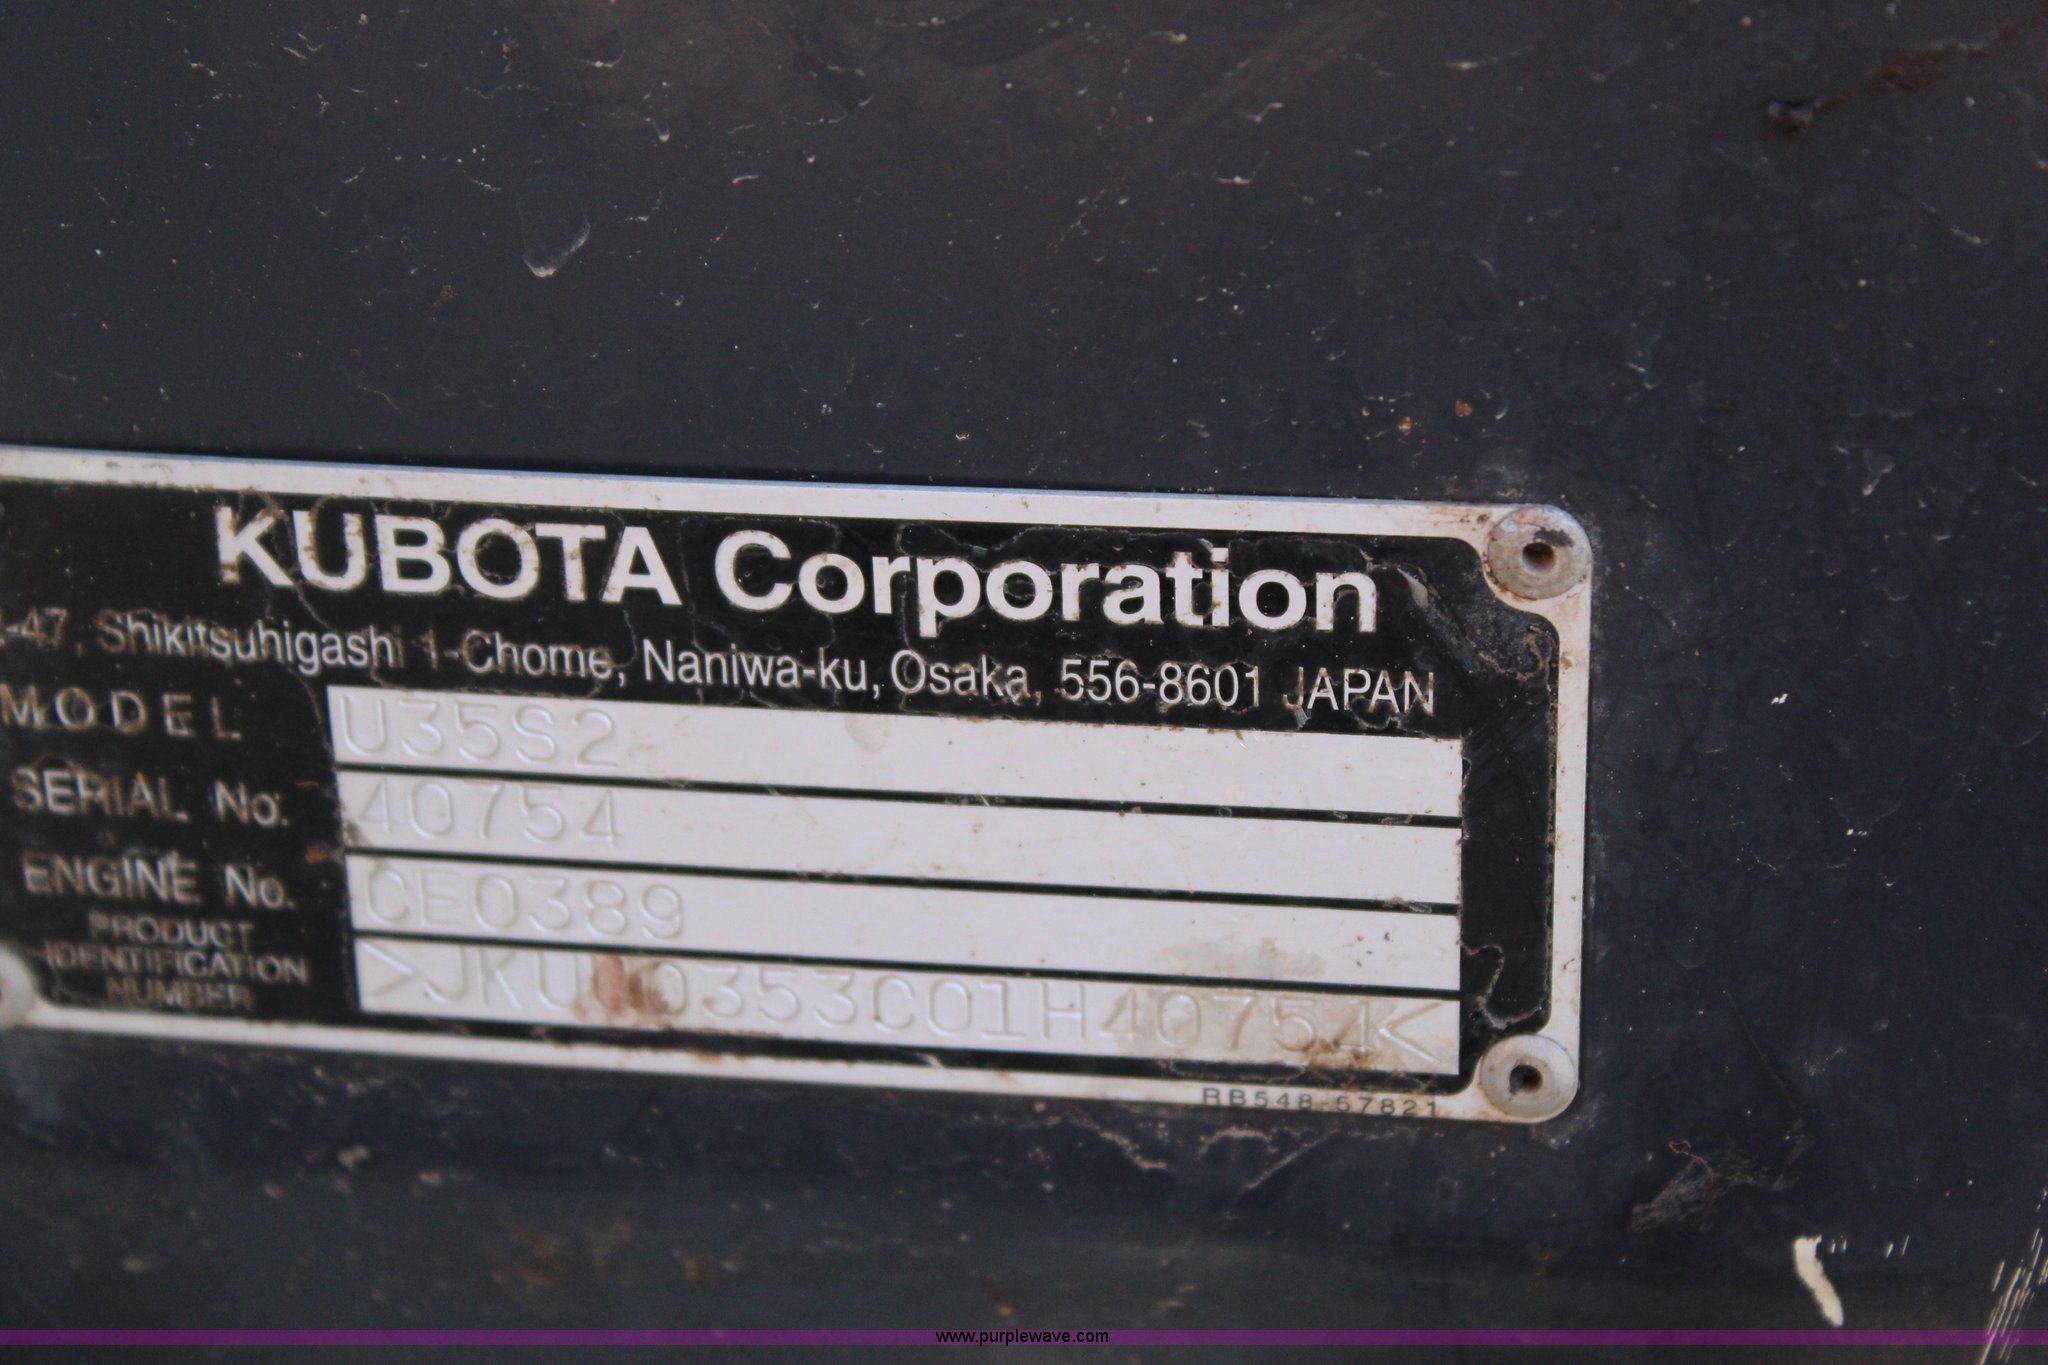 KUBOTA Corporation
-47, Shikitsuhigashi 1-Chome, Naniwa-ku, Osaka, 556-8601 JAPAN
MODEL U35S2
SERIAL No. 40754
ENGINE No. CE0389
PRODUCT
IDENTIFICATION
NUMBER
RB548-57821
www.purplewave.com